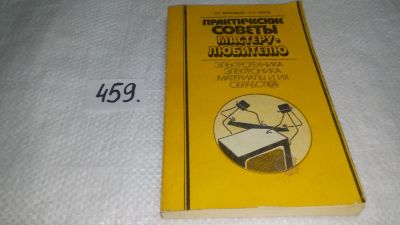 459.
ПРАКТИЧЕСКИЕ
СОВЕТЫ
МАСТЕРУ-
ЛЮБИТЕЛЮ
ЭЛЕКТРОТЕХНИКА
ЭЛЕКТРОНИКА
МАТЕРИАЛЫ И ИХ
ОБРАБОТКА